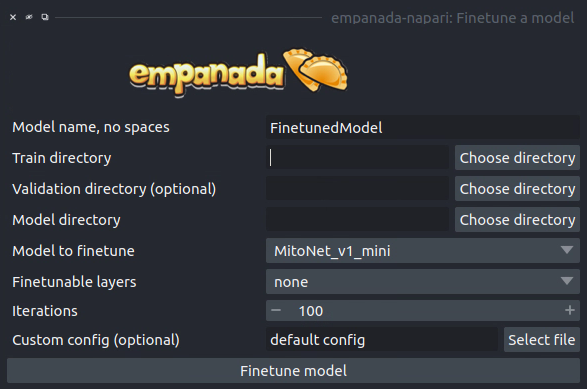 empanada-napari: Finetune a model
empanada
Model name, no spaces FinetunedModel
Train directory Choose directory
Validation directory (optional) Choose directory
Model directory Choose directory
Model to finetune MitoNet_v1_mini
Finetunable layers none
Iterations − 100 +
Custom config (optional) default config Select file
Finetune model